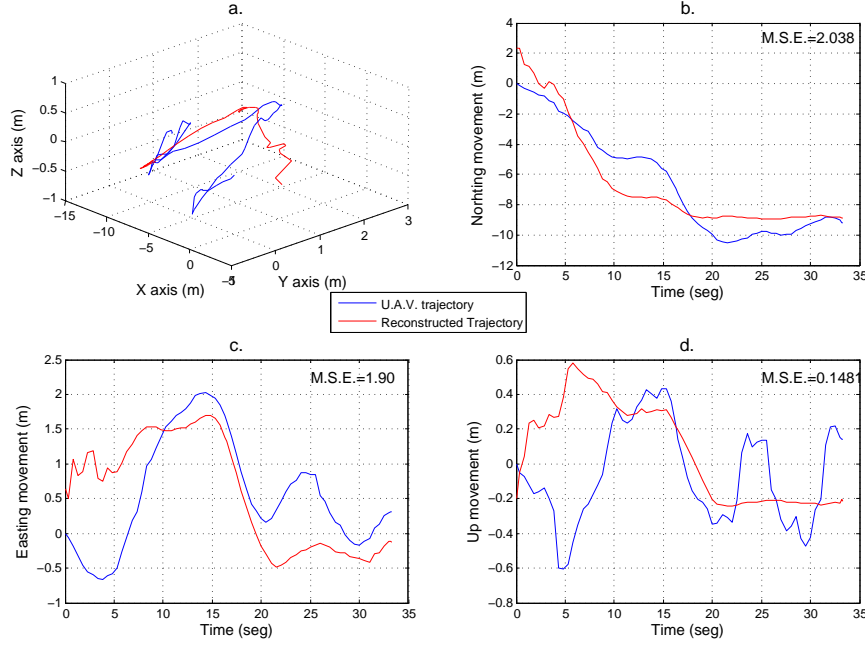 a.
1
0.5
0
−0.5
−1
Z axis (m)
−15
−10
−5
0
X axis (m)
0
1
2
3
Y axis (m)
b.
M.S.E.=2.038
4
2
0
−2
−4
−6
−8
−10
−12
Norhting movement (m)
0 5 10 15 20 25 30 35
Time (seg)
U.A.V. trajectory
Reconstructed Trajectory
c.
M.S.E.=1.90
2.5
2
1.5
1
0.5
0
−0.5
−1
Easting movement (m)
0 5 10 15 20 25 30 35
Time (seg)
d.
M.S.E.=0.1481
0.6
0.4
0.2
0
−0.2
−0.4
−0.6
−0.8
Up movement (m)
0 5 10 15 20 25 30 35
Time (seg)